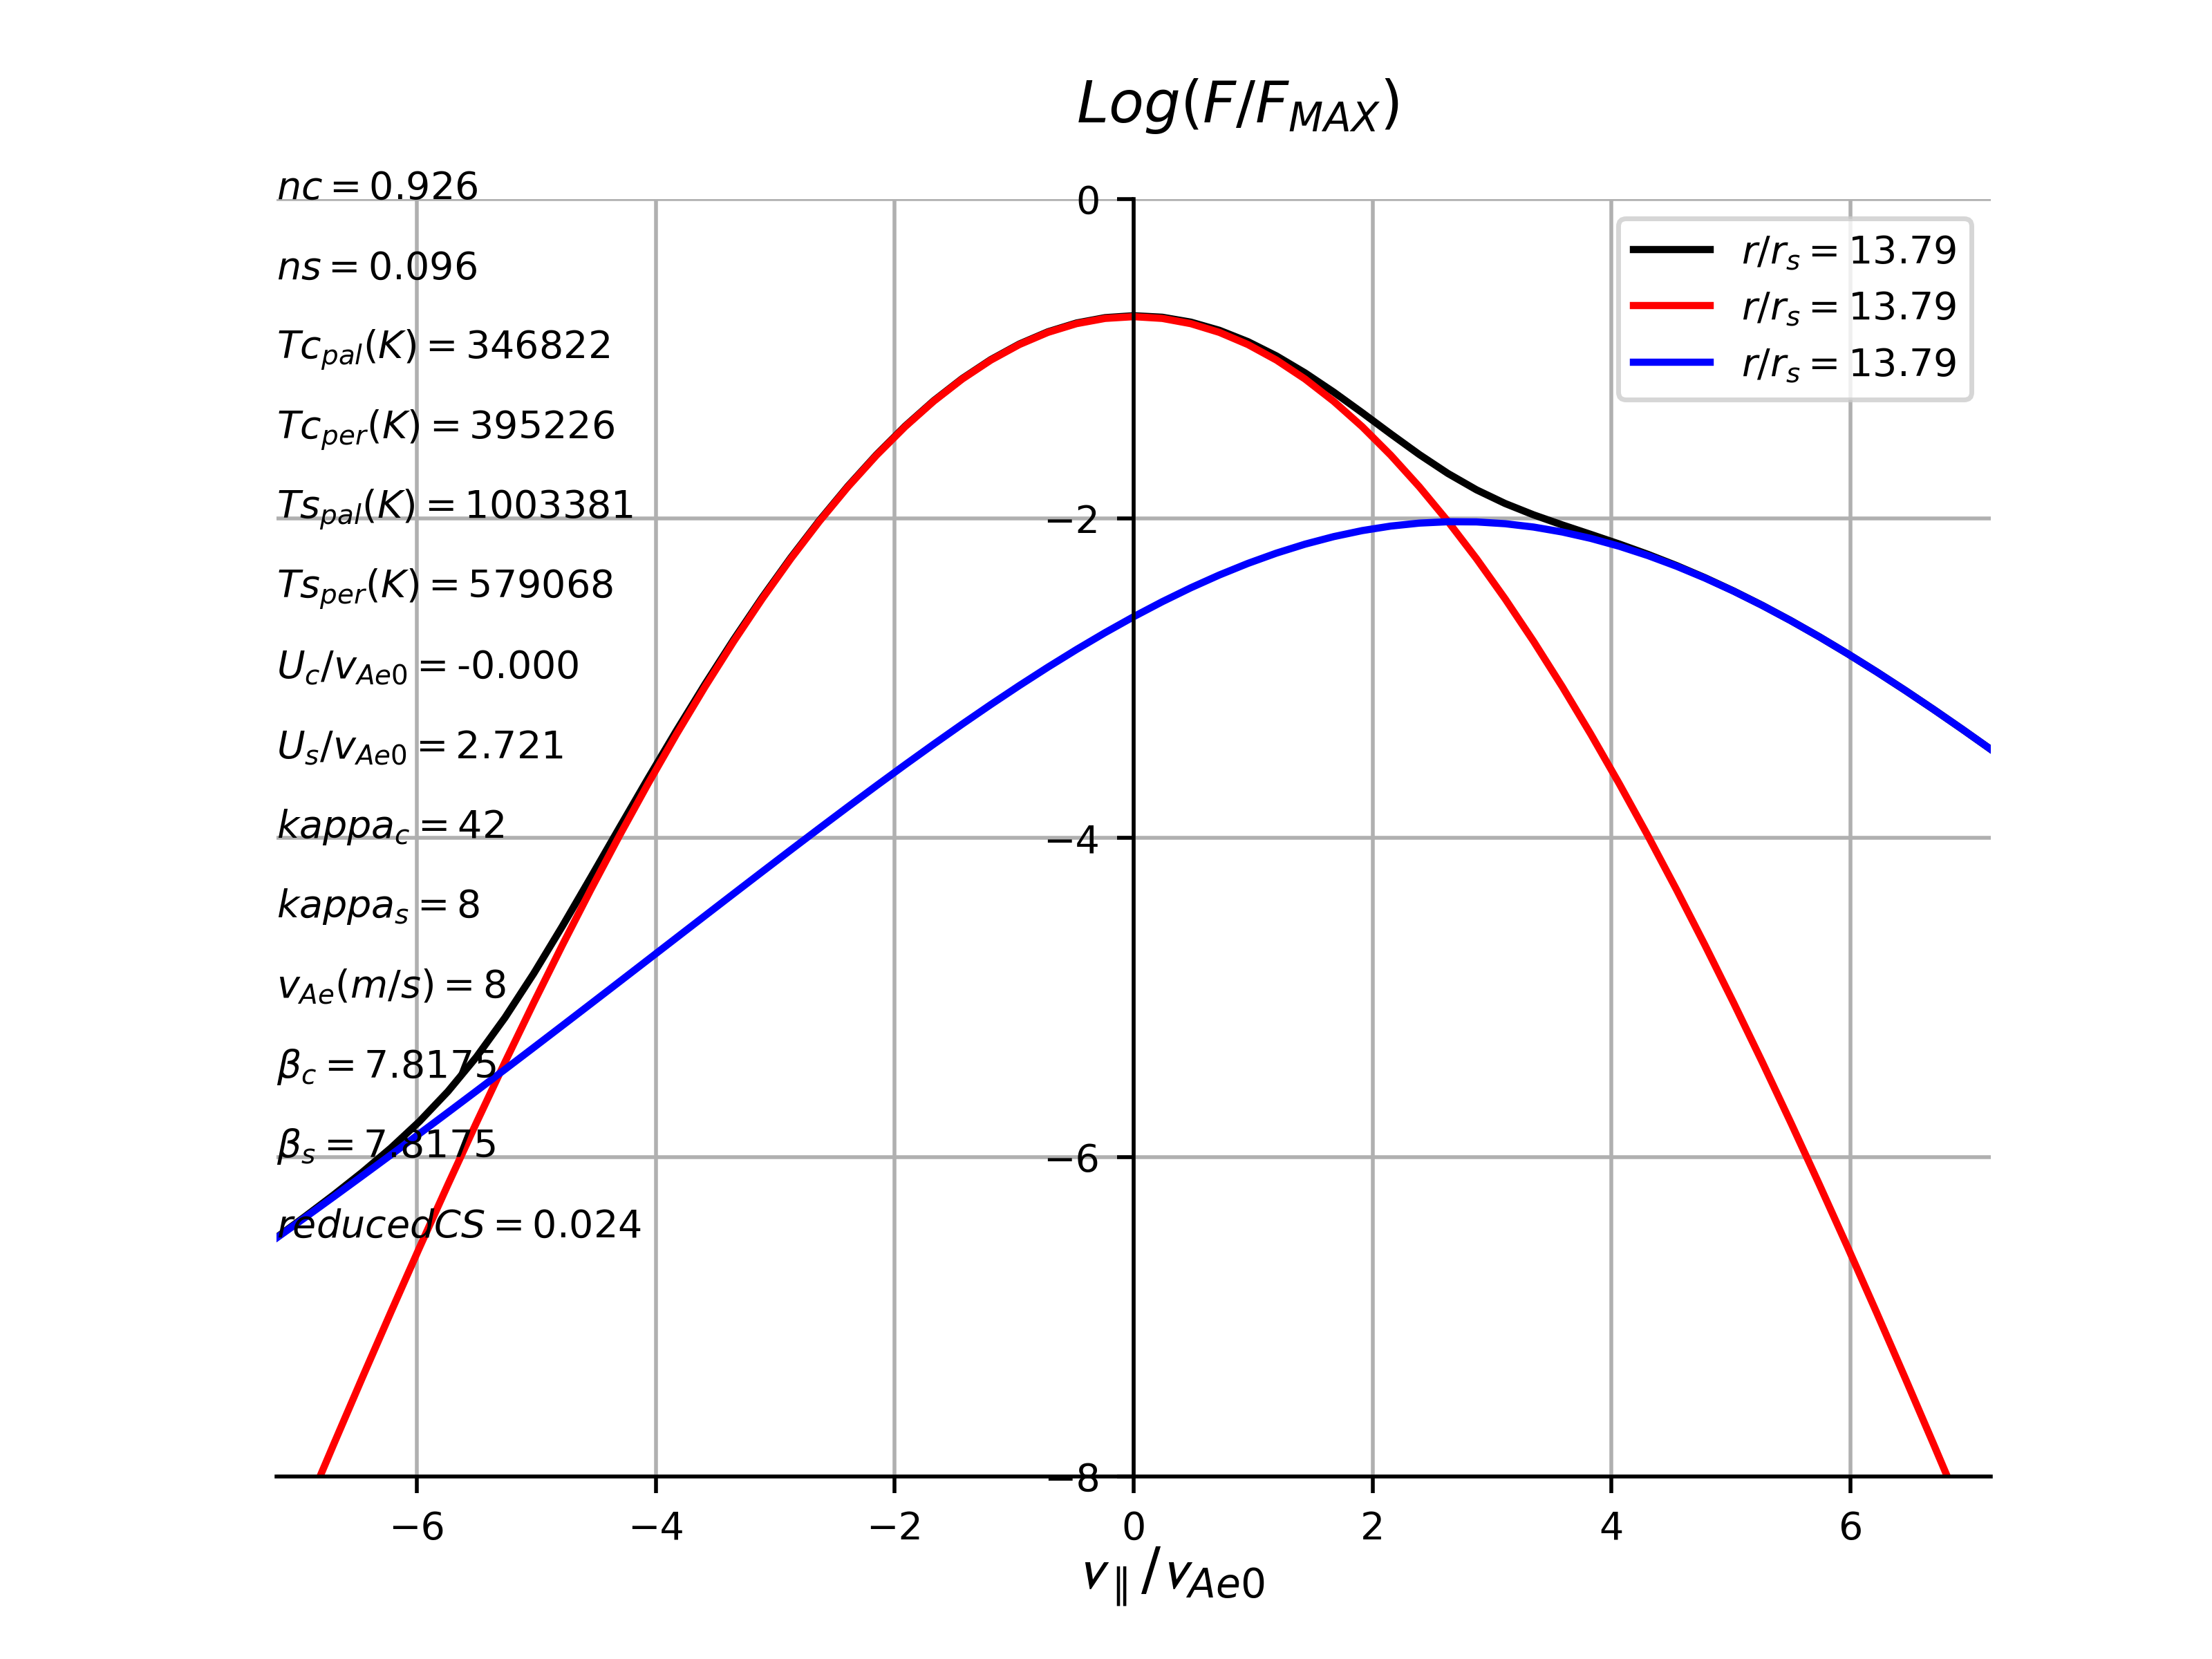 Log(F/F_MAX)
nc = 0.926
ns = 0.096
Tc_pal(K) = 346822
Tc_per(K) = 395226
Ts_pal(K) = 1003381
Ts_per(K) = 579068
U_c/v_Ae0 = -0.000
U_s/v_Ae0 = 2.721
kappa_c = 42
kappa_s = 8
v_Ae(m/s) = 8
β_c = 7.8175
β_s = 7.8175
reducedCS = 0.024
0
−2
−4
−6
−8
r/r_s = 13.79
r/r_s = 13.79
r/r_s = 13.79
−6 −4 −2 0 2 4 6
v_∥/v_Ae0